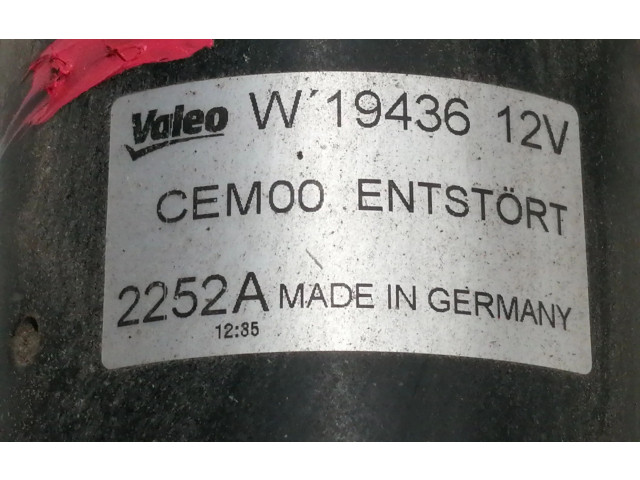 Valeo W 19436 12V
CEM00 ENTSTÖRT
2252A MADE IN GERMANY
12:35